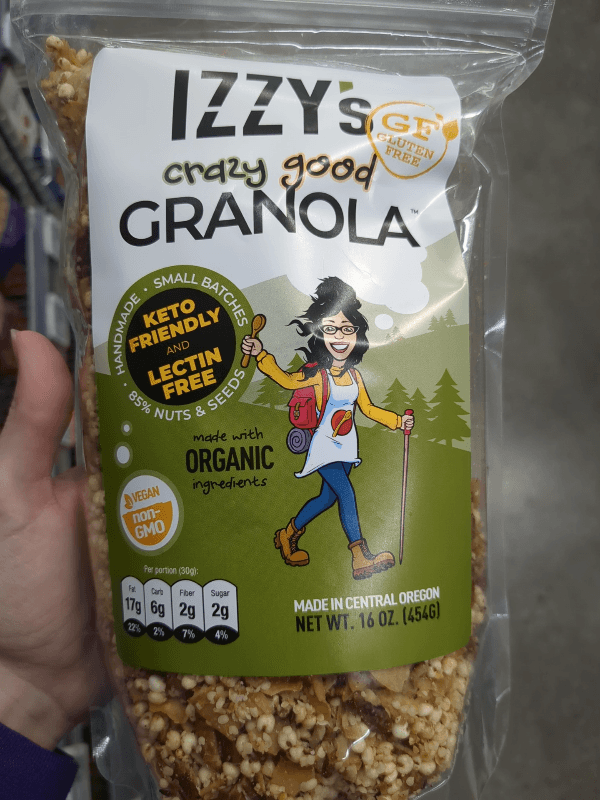 IZZY's
GF
GLUTEN
FREE
crazy good
GRANOLA™
HANDMADE • SMALL BATCHES
KETO
FRIENDLY
AND
LECTIN
FREE
85% NUTS & SEEDS
made with
ORGANIC
ingredients
VEGAN
non-
GMO
Per portion (30g):
Fat Carb Fiber Sugar
17g 6g 2g 2g
22% 2% 7% 4%
MADE IN CENTRAL OREGON
NET WT. 16 OZ. (454G)